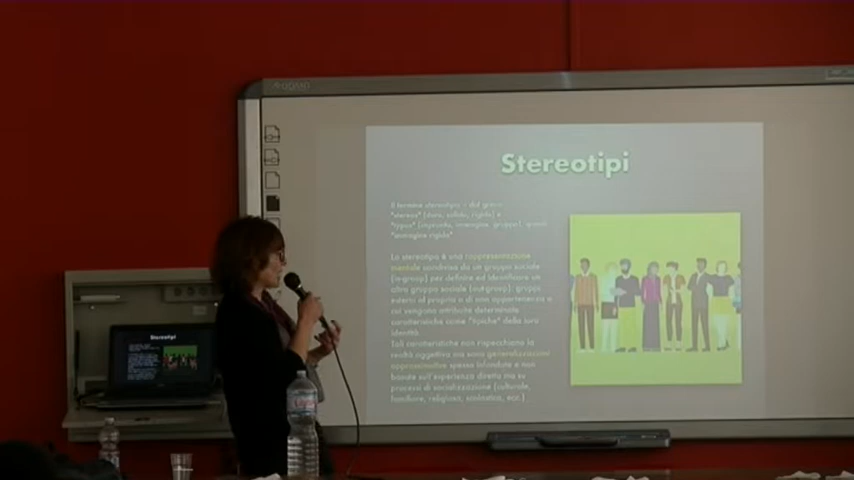 Stereotipi
Il termine stereotipo - dal greco
"stereos" (duro, solido, rigido) e
"typos" (impronta, immagine, gruppo), quindi
"immagine rigida"
Lo stereotipo è una rappresentazione
mentale condivisa da un gruppo sociale
(in-group) per definire ed identificare un
altro gruppo sociale (outgroup): gruppo
esterno al proprio o di non appartenenza a
cui vengono attribuite determinate
caratteristiche come "tipiche" della loro
identità.
Tali caratteristiche non rispecchiano la
realtà oggettiva ma sono generalizzazioni
approssimative spesso infondate e non
basate sull'esperienza diretta ma su
processi di socializzazione (culturale,
familiare, religiosa, scolastica, ecc.)
Stereotipi